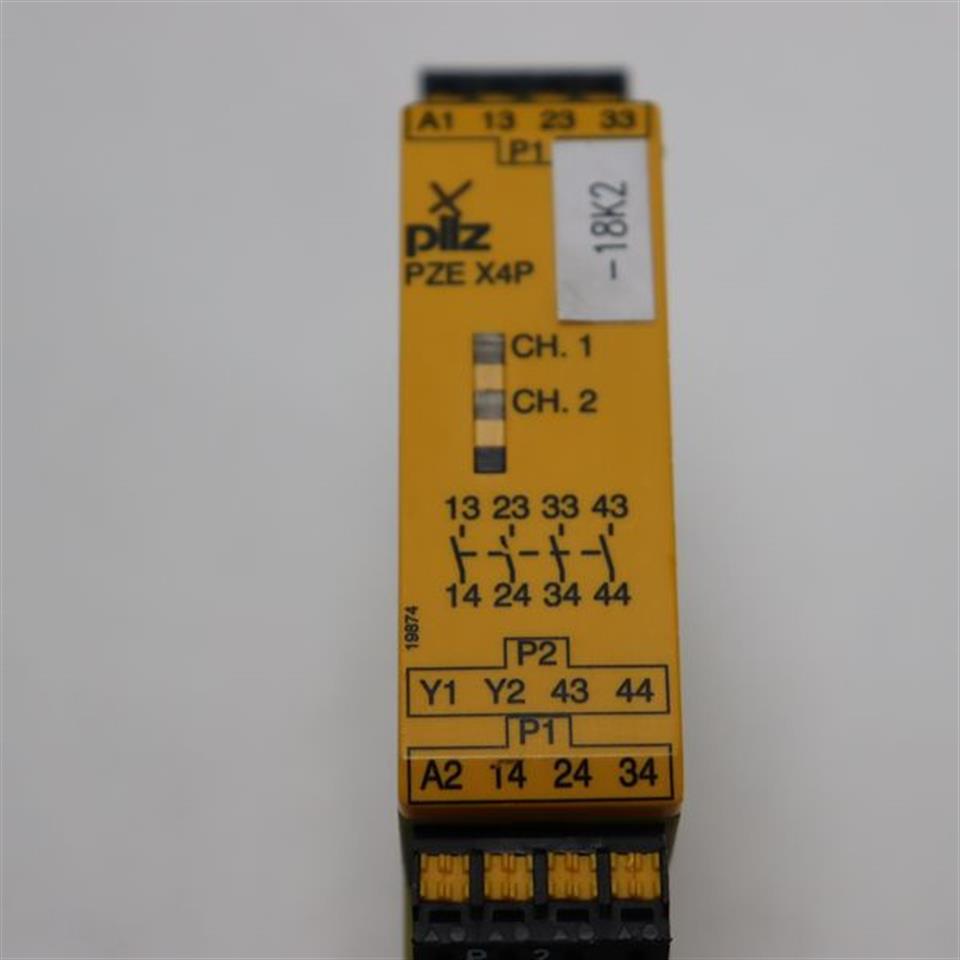 A1 13 23 33
P1
X
pilz
-18K2
PZE X4P
CH. 1
CH. 2
13 23 33 43
14 24 34 44
19874
P2
Y1 Y2 43 44
P1
A2 14 24 34
P 2